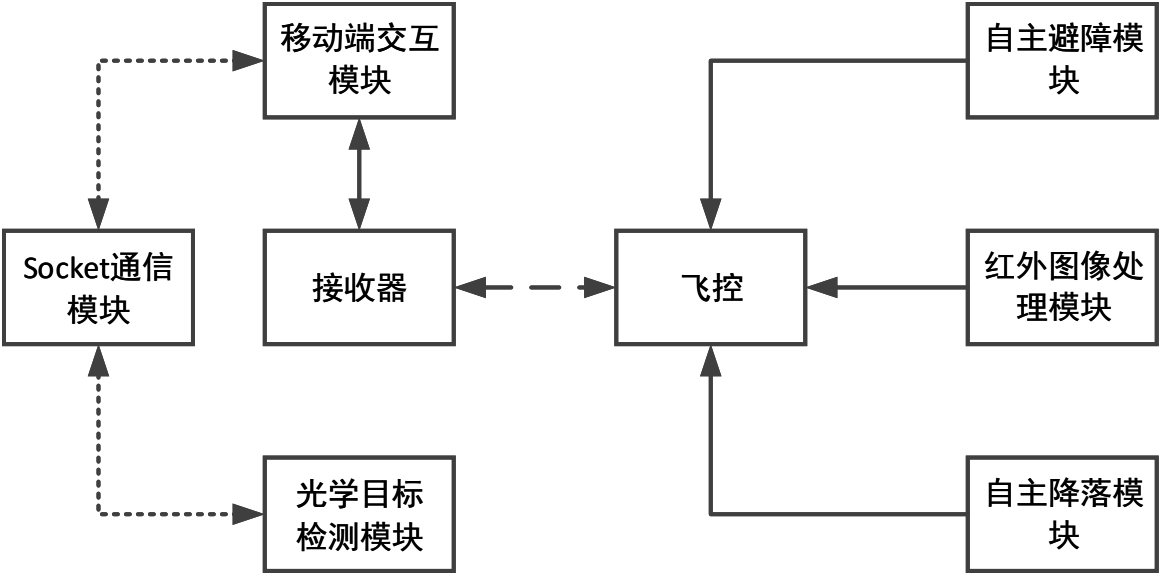 移动端交互
模块
自主避障模
块
Socket通信
模块
接收器
飞控
红外图像处
理模块
光学目标
检测模块
自主降落模
块